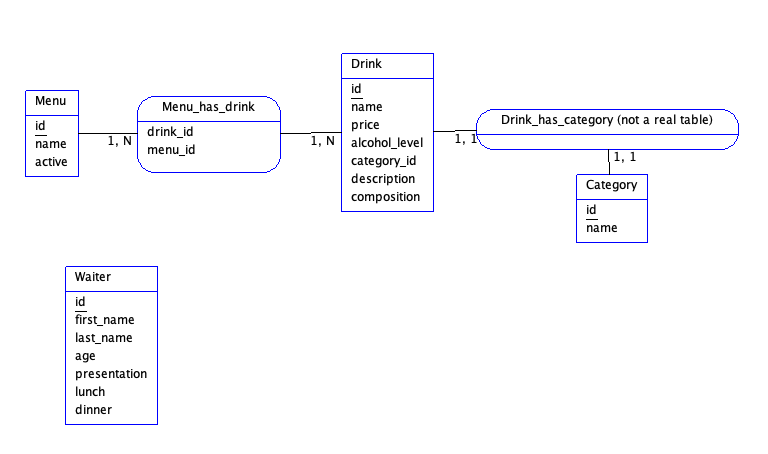 Menu
id
name
active
1, N
Menu_has_drink
drink_id
menu_id
1, N
Drink
id
name
price
alcohol_level
category_id
description
composition
1, 1
Drink_has_category (not a real table)
1, 1
Category
id
name
Waiter
id
first_name
last_name
age
presentation
lunch
dinner